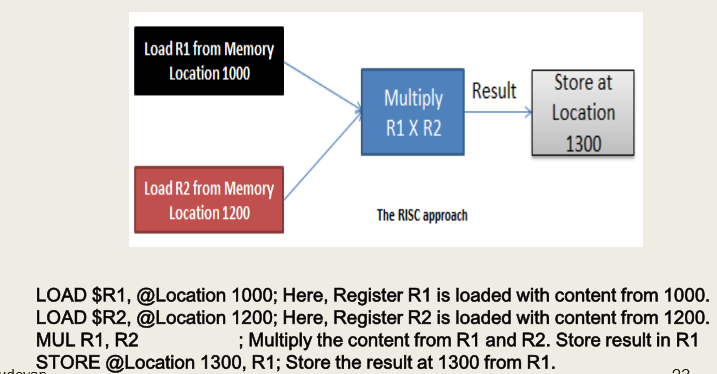 Load R1 from Memory
Location 1000
Multiply
R1 X R2
Result
Store at
Location
1300
Load R2 from Memory
Location 1200
The RISC approach
LOAD $R1, @Location 1000; Here, Register R1 is loaded with content from 1000.
LOAD $R2, @Location 1200; Here, Register R2 is loaded with content from 1200.
MUL R1, R2 ; Multiply the content from R1 and R2. Store result in R1
STORE @Location 1300, R1; Store the result at 1300 from R1.